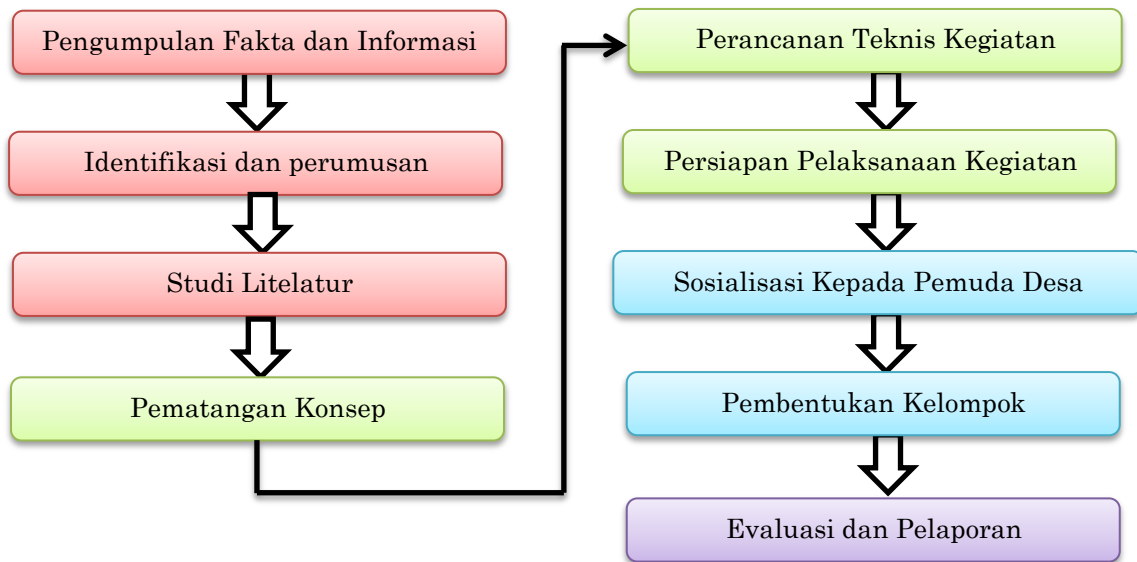 Pengumpulan Fakta dan Informasi
Identifikasi dan perumusan
Studi Litelatur
Pematangan Konsep
Perancanan Teknis Kegiatan
Persiapan Pelaksanaan Kegiatan
Sosialisasi Kepada Pemuda Desa
Pembentukan Kelompok
Evaluasi dan Pelaporan